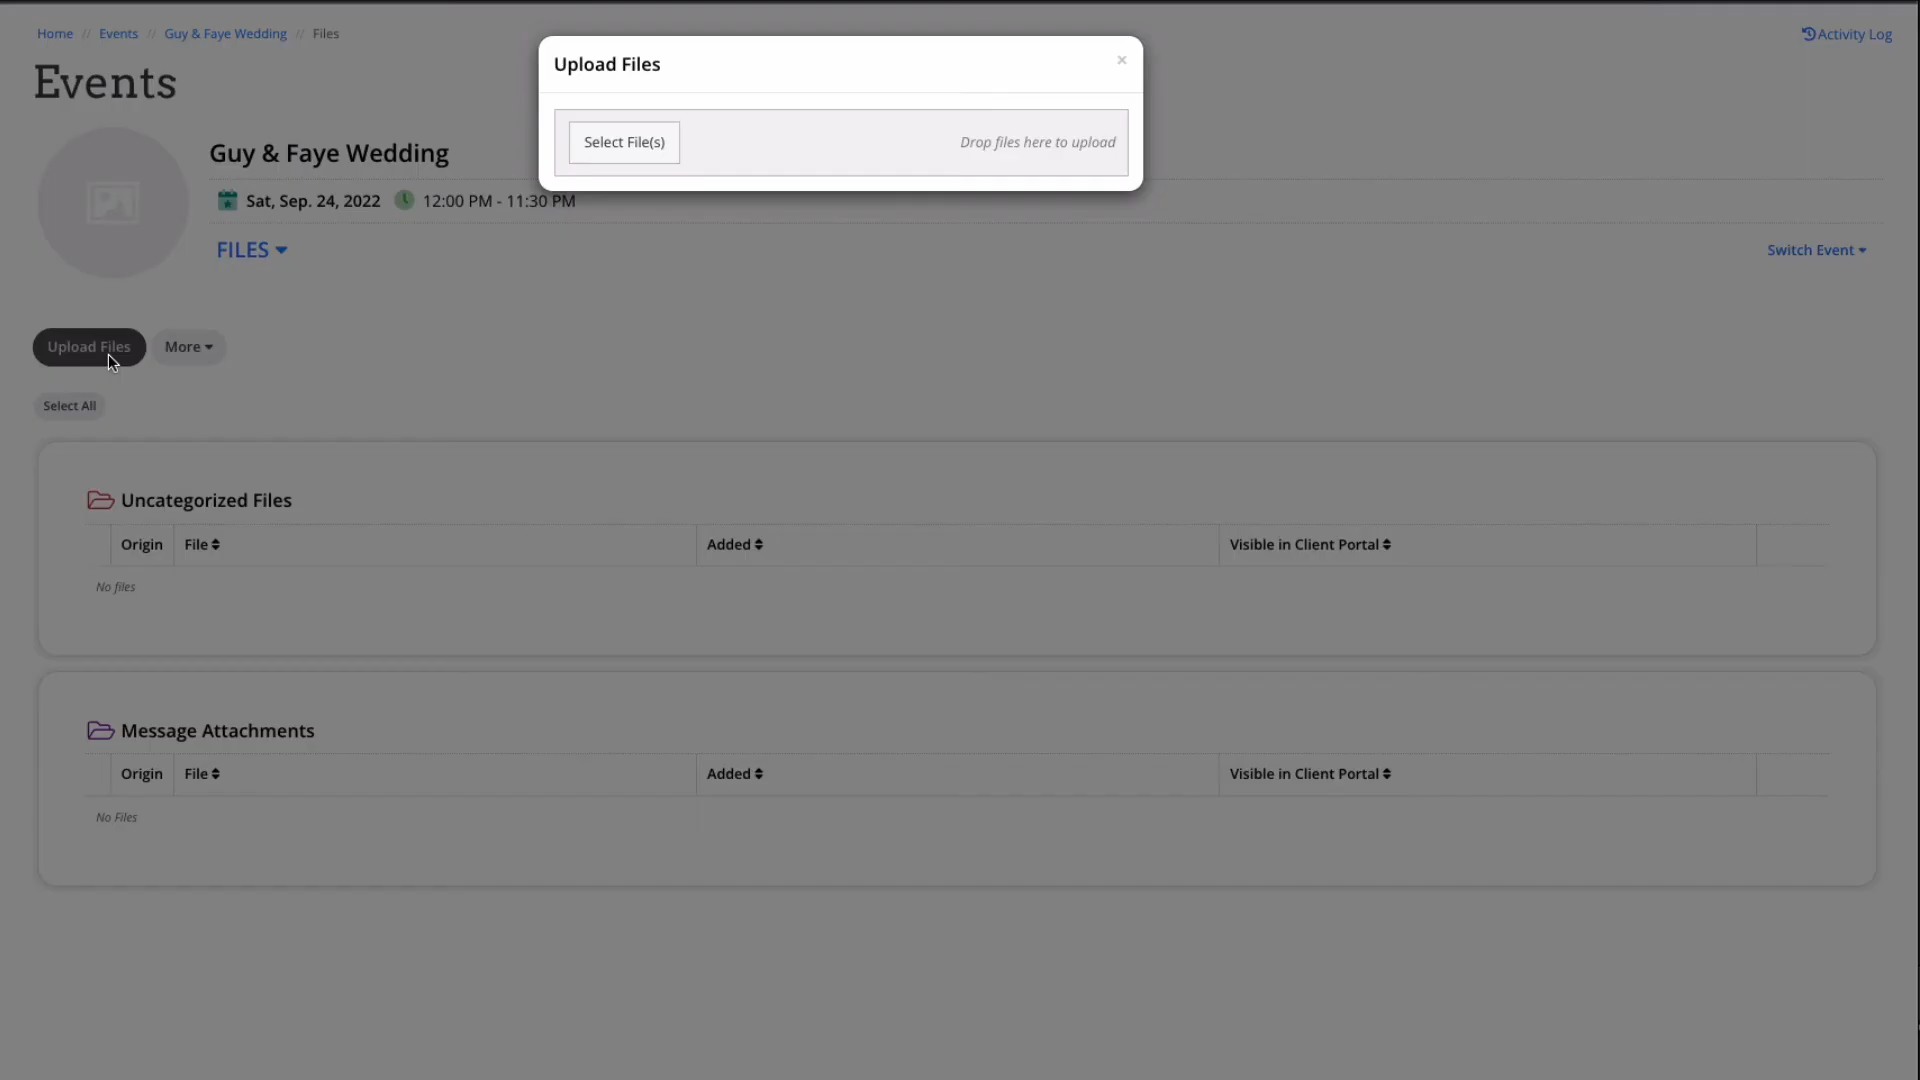 Home // Events // Guy & Faye Wedding // Files
Activity Log
Events
Upload Files
×
Select File(s)
Drop files here to upload
Guy & Faye Wedding
Sat, Sep. 24, 2022 12:00 PM - 11:30 PM
FILES
Switch Event
Upload Files
More
Select All
Uncategorized Files
Origin File Added Visible in Client Portal
No files
Message Attachments
Origin File Added Visible in Client Portal
No Files